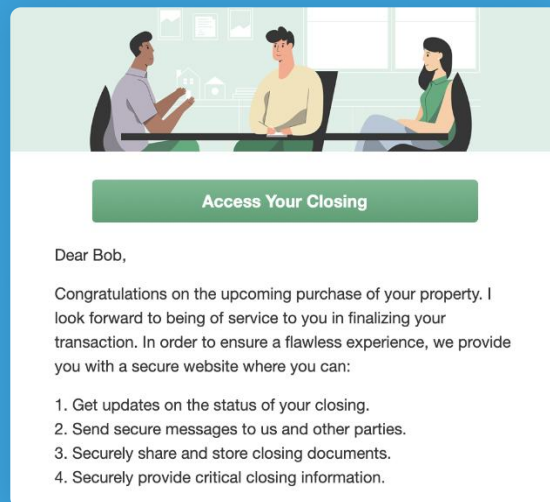 Access Your Closing
Dear Bob,
Congratulations on the upcoming purchase of your property. I
look forward to being of service to you in finalizing your
transaction. In order to ensure a flawless experience, we provide
you with a secure website where you can:
1. Get updates on the status of your closing.
2. Send secure messages to us and other parties.
3. Securely share and store closing documents.
4. Securely provide critical closing information.